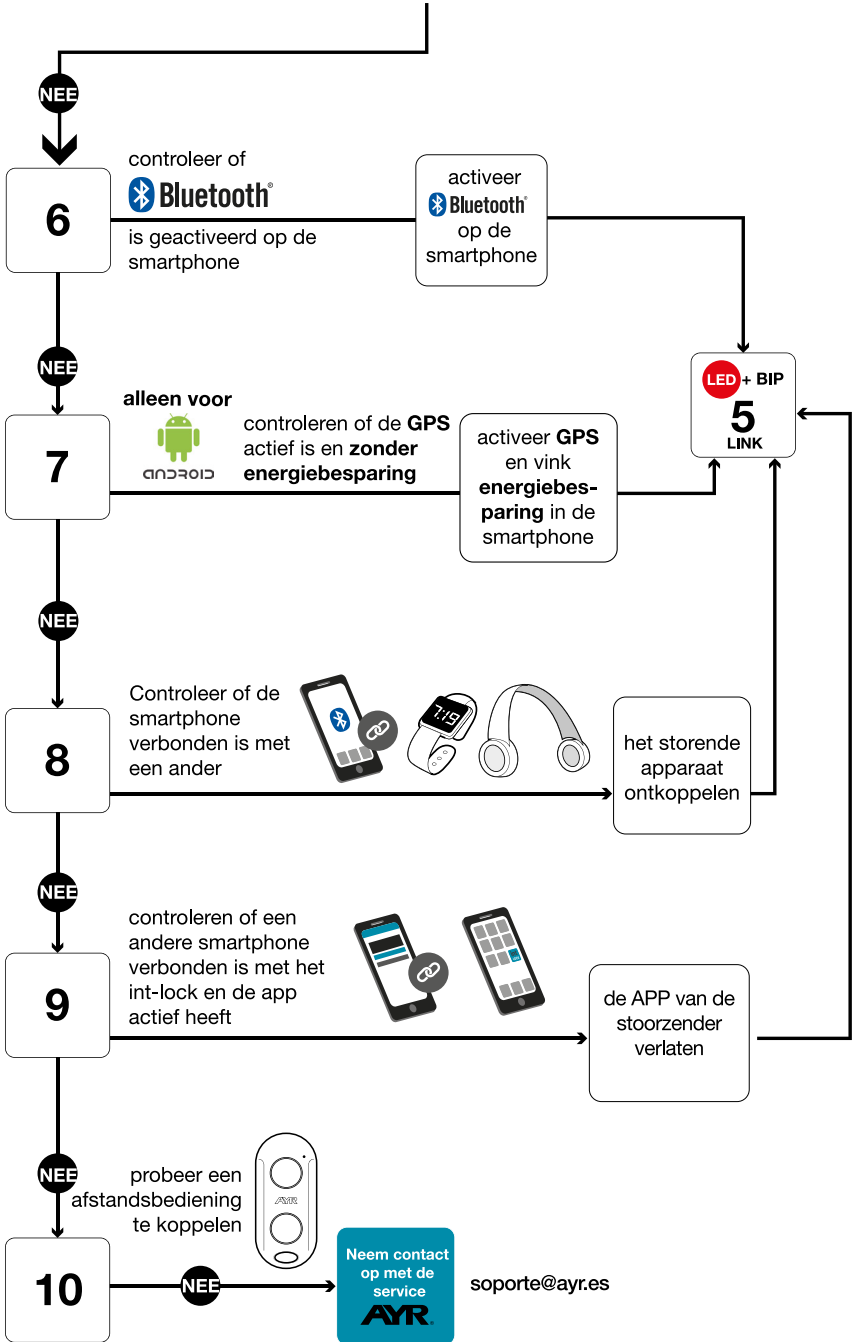 NEE
6
controleer of
Bluetooth®
is geactiveerd op de
smartphone
activeer
Bluetooth®
op de
smartphone
NEE
LED + BIP
5
LINK
7
alleen voor
android
controleren of de GPS
actief is en zonder
energiebesparing
activeer GPS
en vink
energiebes-
paring in de
smartphone
NEE
8
Controleer of de
smartphone
verbonden is met
een ander
7:19
het storende
apparaat
ontkoppelen
NEE
9
controleren of een
andere smartphone
verbonden is met het
int-lock en de app
actief heeft
de APP van de
stoorzender
verlaten
NEE
probeer een
afstandsbediening
te koppelen
AYR
10
NEE
Neem contact
op met de
service
AYR®
soporte@ayr.es